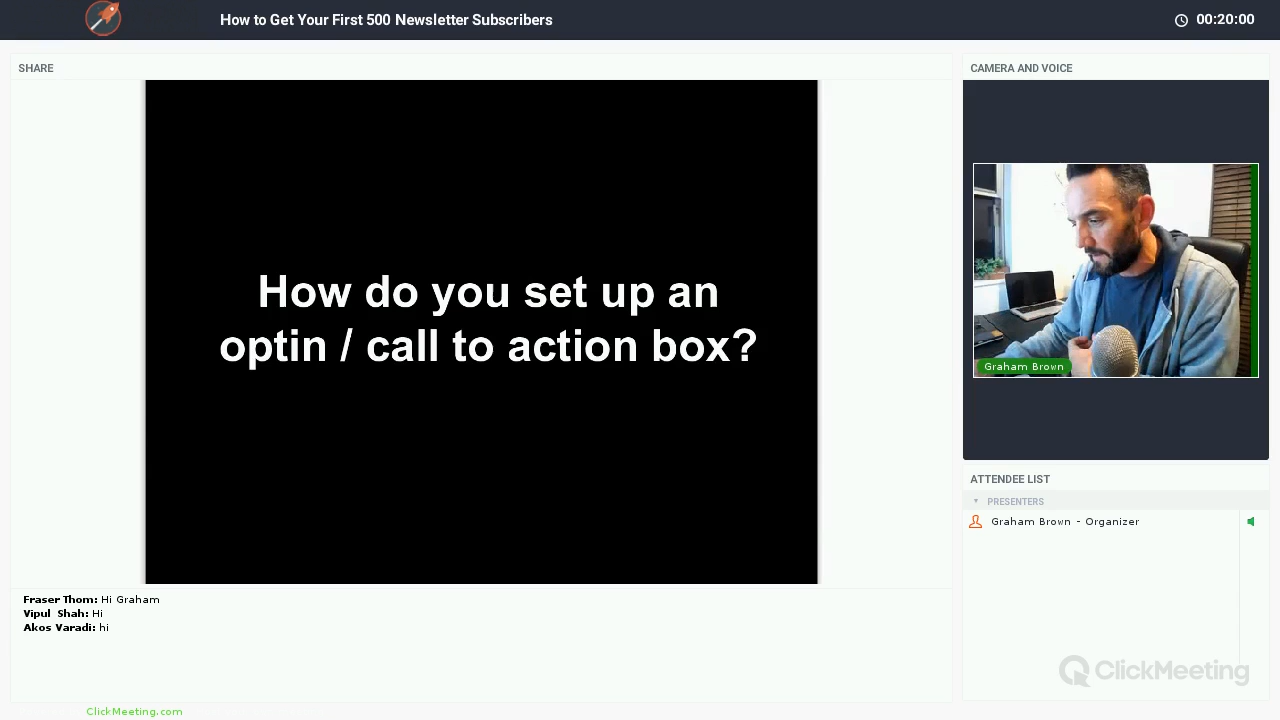 How to Get Your First 500 Newsletter Subscribers
00:20:00
SHARE
How do you set up an
optin / call to action box?
Fraser Thom: Hi Graham
Vipul Shah: Hi
Akos Varadi: hi
ClickMeeting.com
CAMERA AND VOICE
Graham Brown
ATTENDEE LIST
PRESENTERS
Graham Brown - Organizer
ClickMeeting